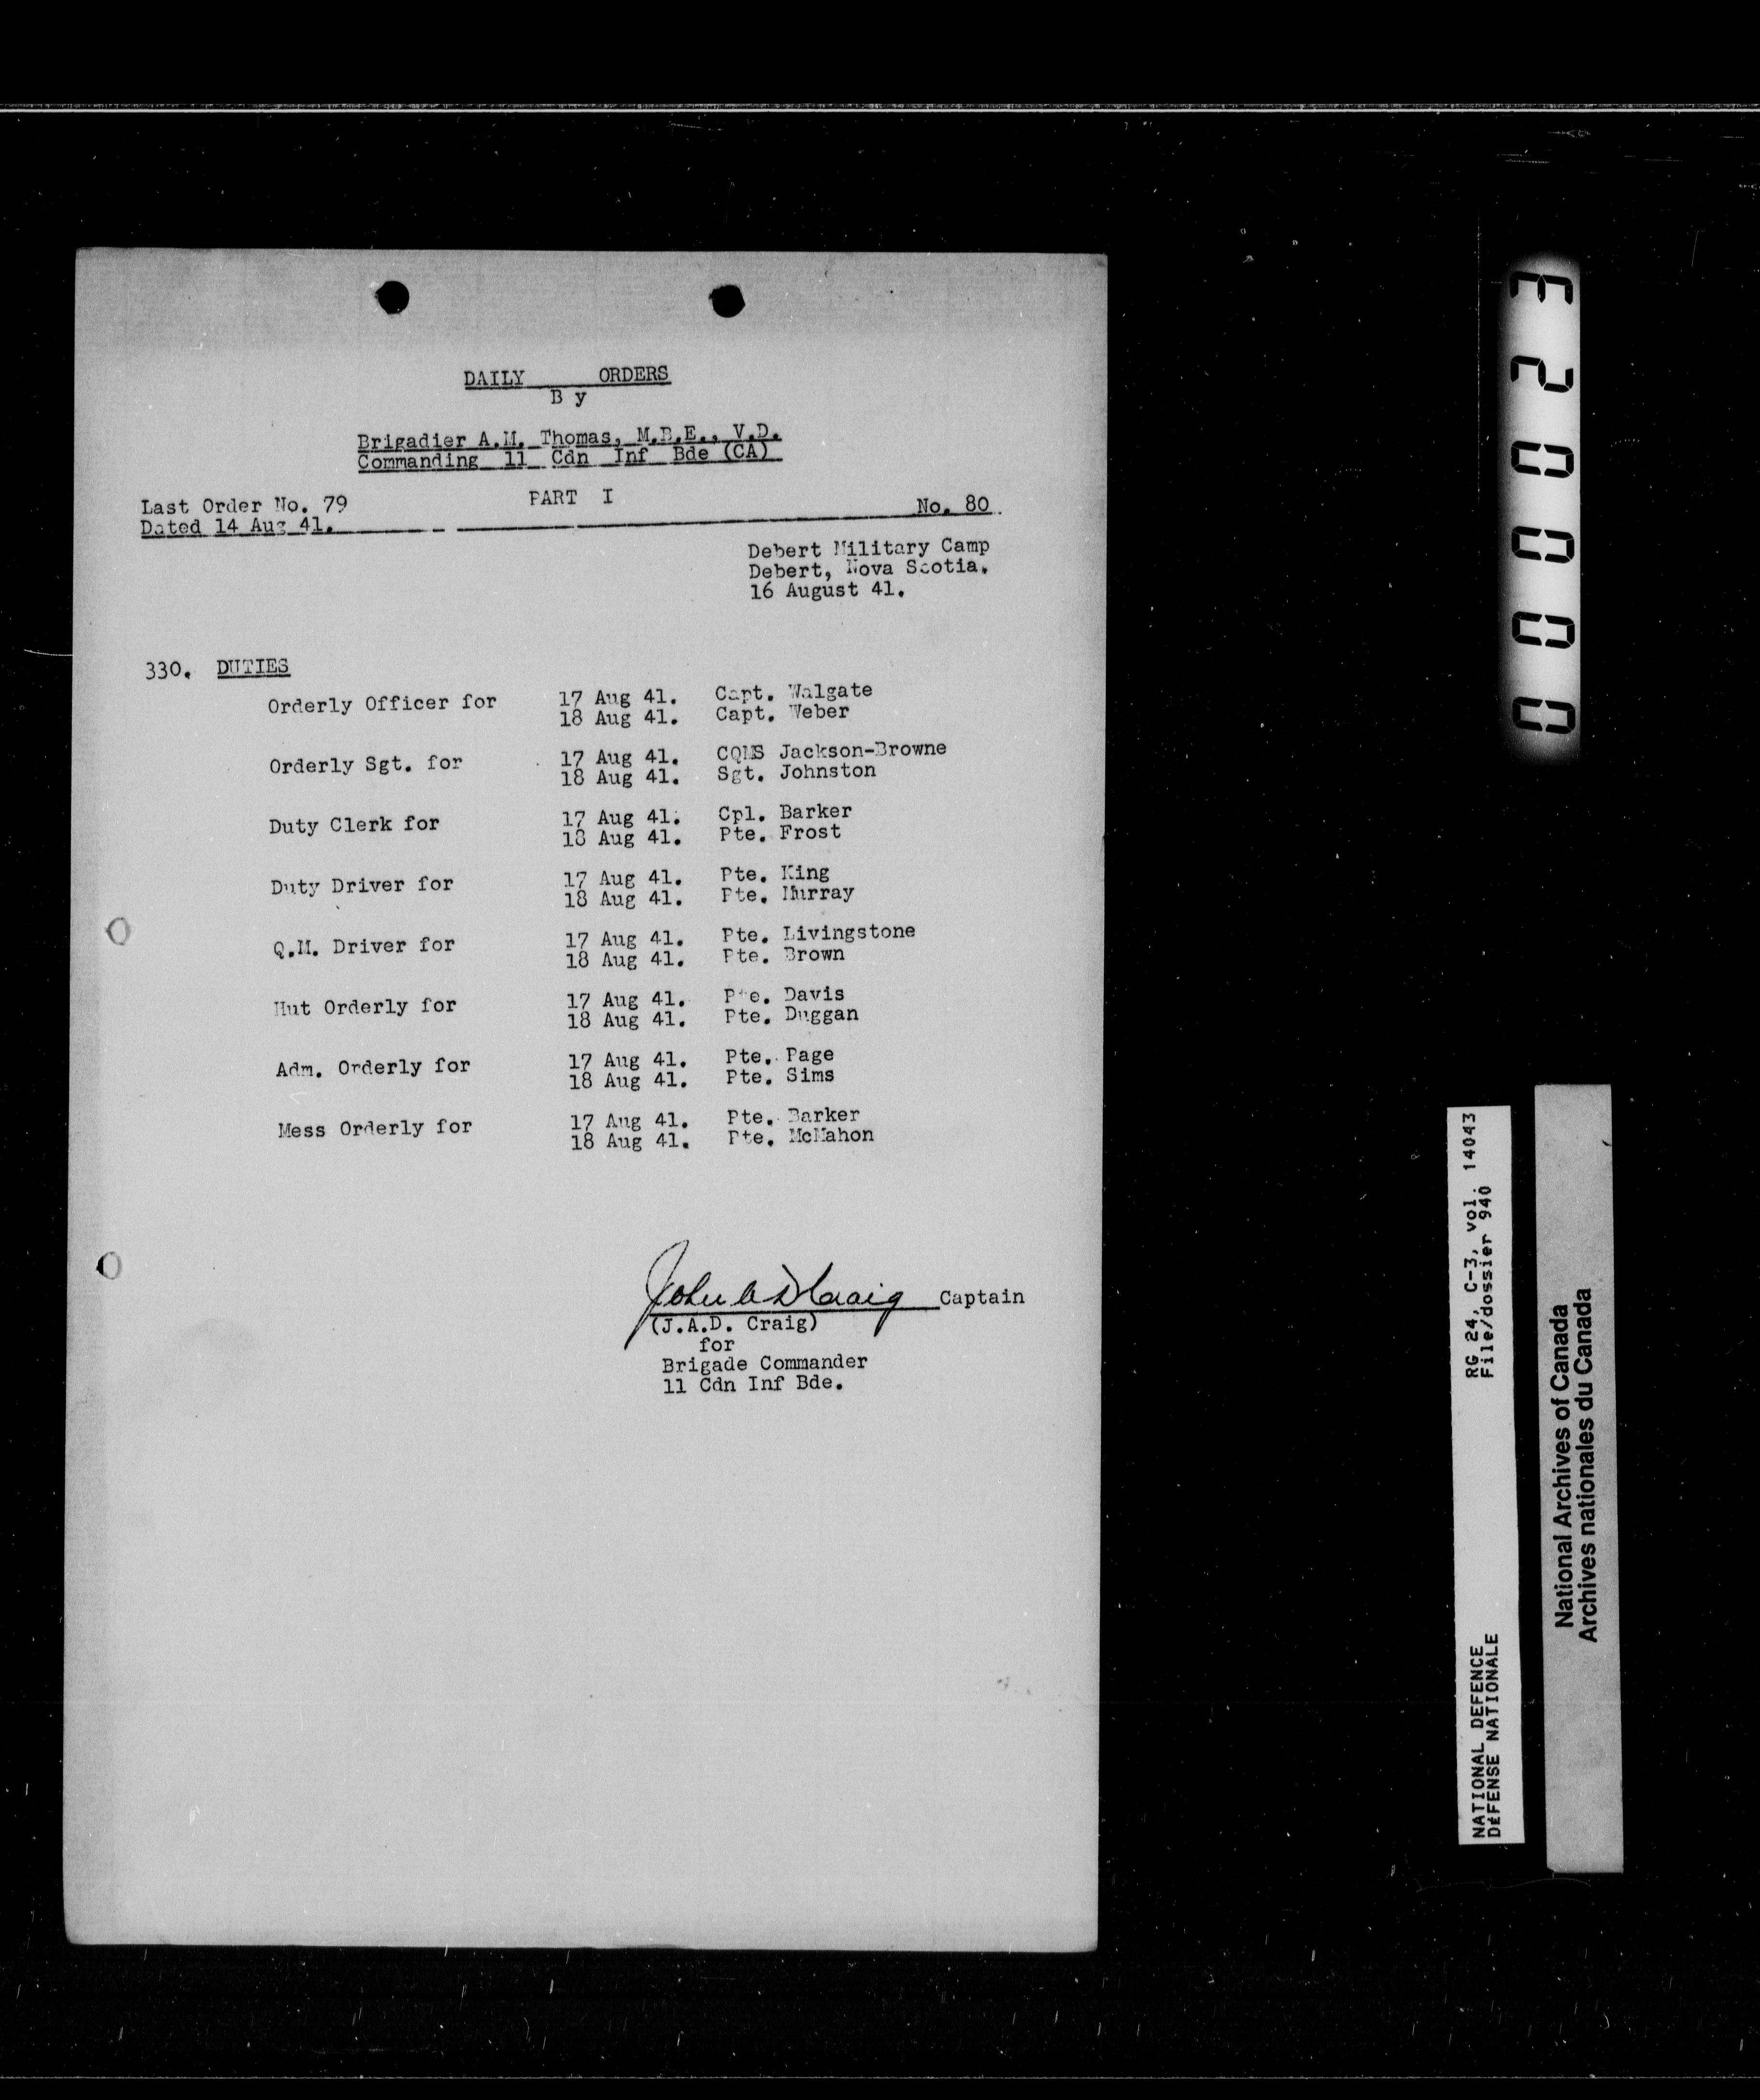 DAILY ORDERS
B y
Brigadier A.M. Thomas, M.B.E., V.D.
Commanding 11 Cdn Inf Bde (CA)
Last Order No. 79 PART I No. 80
Dated 14 Aug 41.
Debert Military Camp
Debert, Nova Scotia.
16 August 41.
330. DUTIES
Orderly Officer for 17 Aug 41. Capt. Walgate
18 Aug 41. Capt. Weber
Orderly Sgt. for 17 Aug 41. CQMS Jackson-Browne
18 Aug 41. Sgt. Johnston
Duty Clerk for 17 Aug 41. Cpl. Barker
18 Aug 41. Pte. Frost
Duty Driver for 17 Aug 41. Pte. King
18 Aug 41. Pte. Murray
Q.M. Driver for 17 Aug 41. Pte. Livingstone
18 Aug 41. Pte. Brown
Hut Orderly for 17 Aug 41. Pte. Davis
18 Aug 41. Pte. Duggan
Adm. Orderly for 17 Aug 41. Pte. Page
18 Aug 41. Pte. Sims
Mess Orderly for 17 Aug 41. Pte. Barker
18 Aug 41. Pte. McMahon
John A D Craig Captain
(J.A.D. Craig)
for
Brigade Commander
11 Cdn Inf Bde.
000023
NATIONAL DEFENCE RG 24, C-3, vol. 14043
DÉFENSE NATIONALE File/dossier 940
National Archives of Canada
Archives nationales du Canada